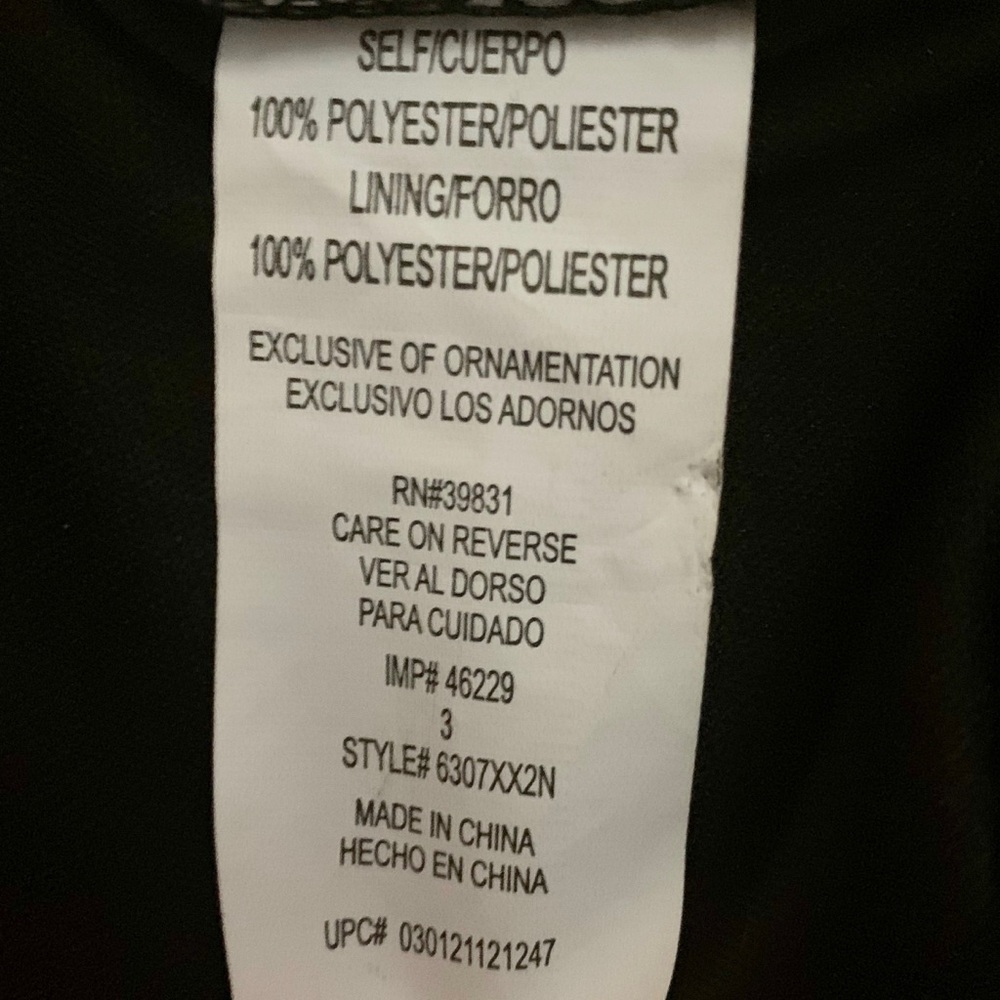 SELF/CUERPO
100% POLYESTER/POLIESTER
LINING/FORRO
100% POLYESTER/POLIESTER
EXCLUSIVE OF ORNAMENTATION
EXCLUSIVO LOS ADORNOS
RN#39831
CARE ON REVERSE
VER AL DORSO
PARA CUIDADO
IMP# 46229
3
STYLE# 6307XX2N
MADE IN CHINA
HECHO EN CHINA
UPC# 030121121247